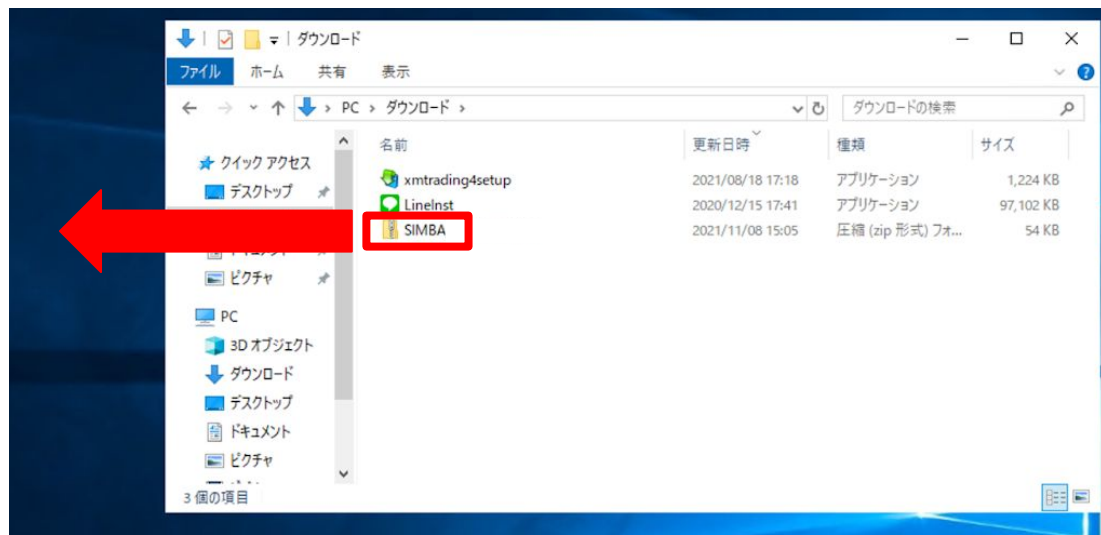 ダウンロード
ファイル ホーム 共有 表示
PC › ダウンロード › ダウンロードの検索
名前 更新日時 種類 サイズ
クイック アクセス
デスクトップ
ピクチャ
PC
3D オブジェクト
ダウンロード
デスクトップ
ドキュメント
ピクチャ
xmtrading4setup 2021/08/18 17:18 アプリケーション 1,224 KB
LineInst 2020/12/15 17:41 アプリケーション 97,102 KB
SIMBA 2021/11/08 15:05 圧縮 (zip 形式) フォ... 54 KB
3 個の項目